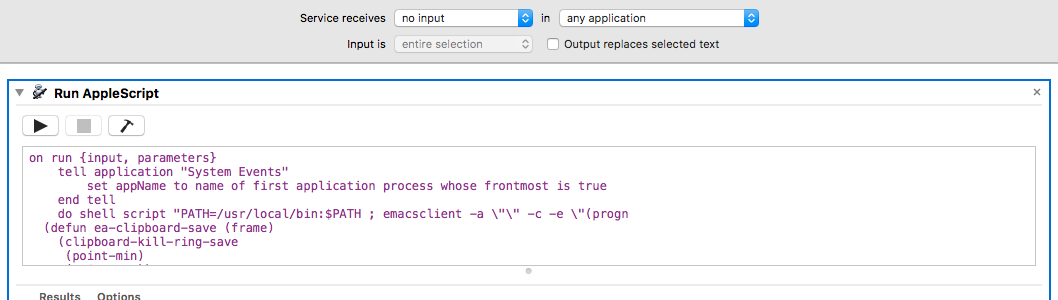 Service receives no input in any application
Input is entire selection Output replaces selected text
Run AppleScript
on run {input, parameters}
    tell application "System Events"
        set appName to name of first application process whose frontmost is true
    end tell
    do shell script "PATH=/usr/local/bin:$PATH ; emacsclient -a \"\" -c -e \"(progn
  (defun ea-clipboard-save (frame)
    (clipboard-kill-ring-save
     (point-min)
Results Options